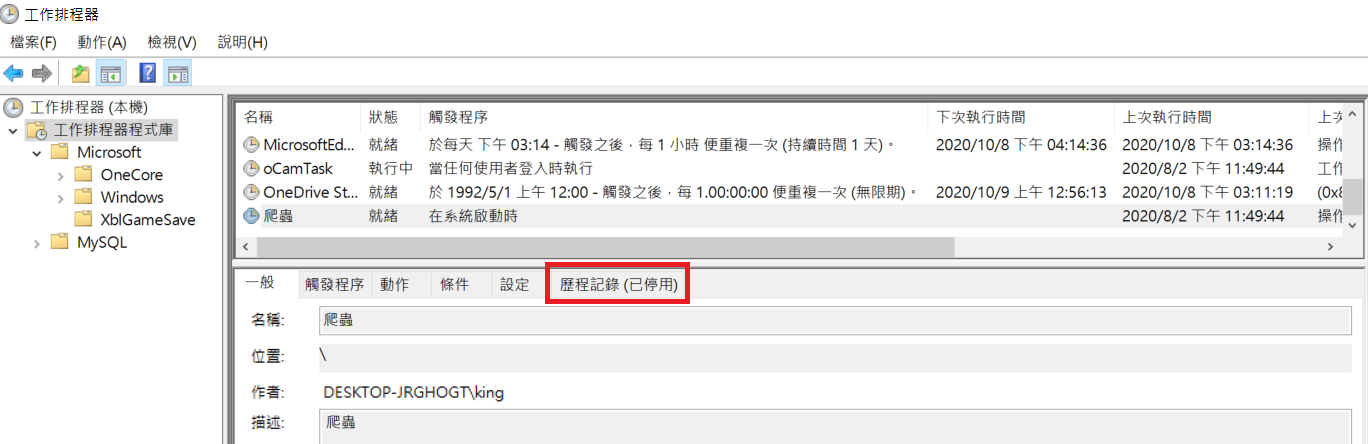 工作排程器
檔案(F) 動作(A) 檢視(V) 說明(H)
工作排程器 (本機)
工作排程器程式庫
Microsoft
OneCore
Windows
XblGameSave
MySQL
名稱 狀態 觸發程序 下次執行時間 上次執行時間 上次
MicrosoftEd... 就緒 於每天 下午 03:14 - 觸發之後，每 1 小時 便重複一次 (持續時間 1 天)。 2020/10/8 下午 04:14:36 2020/10/8 下午 03:14:36 操作
oCamTask 執行中 當任何使用者登入時執行 2020/8/2 下午 11:49:44 工作
OneDrive St... 就緒 於 1992/5/1 上午 12:00 - 觸發之後，每 1.00:00:00 便重複一次 (無限期)。 2020/10/9 上午 12:56:13 2020/10/8 下午 03:11:19 (0x8
爬蟲 就緒 在系統啟動時 2020/8/2 下午 11:49:44 操作
一般 觸發程序 動作 條件 設定 歷程記錄 (已停用)
名稱: 爬蟲
位置: \
作者: DESKTOP-JRGHOGT\king
描述: 爬蟲